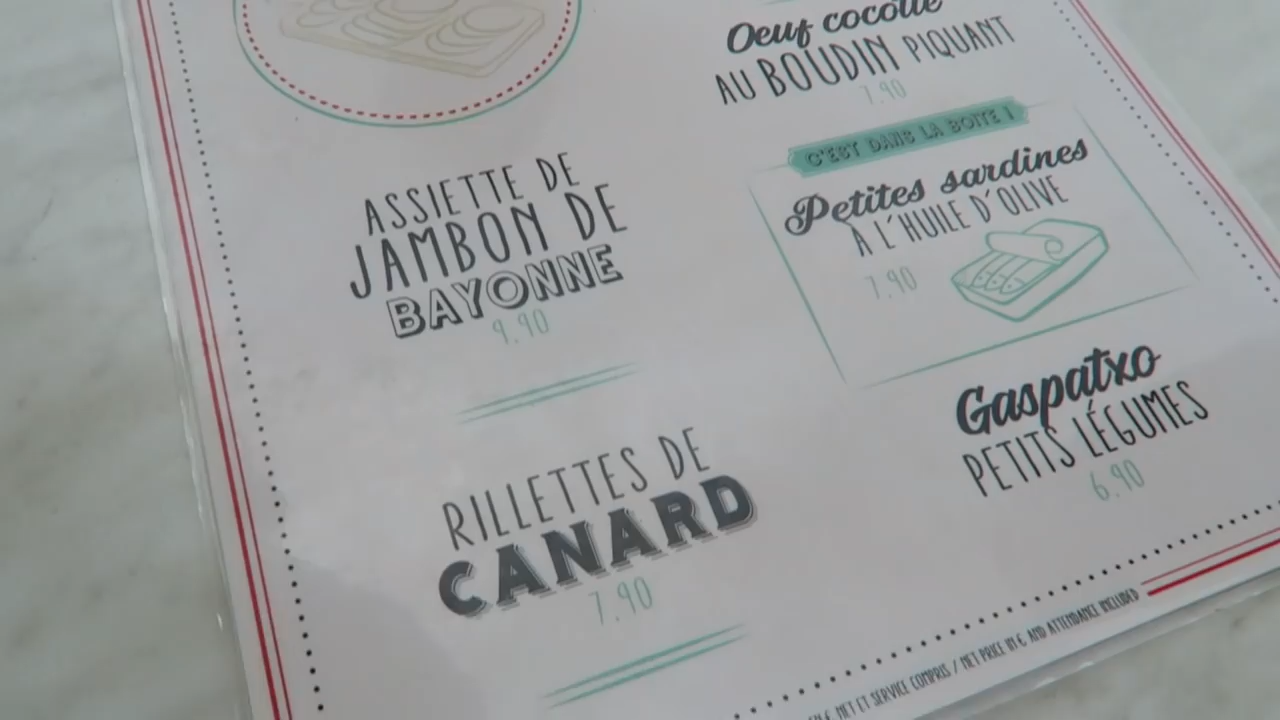 ASSIETTE DE
JAMBON DE
BAYONNE
9.90
RILLETTES DE
CANARD
7.90
Oeuf cocotte
AU BOUDIN PIQUANT
7.90
C'EST DANS LA BOITE !
Petites sardines
À L'HUILE D'OLIVE
7.90
Gaspatxo
PETITS LÉGUMES
6.90
€, NET ET SERVICE COMPRIS / NET PRICE IN € AND ATTENDANCE INCLUDED